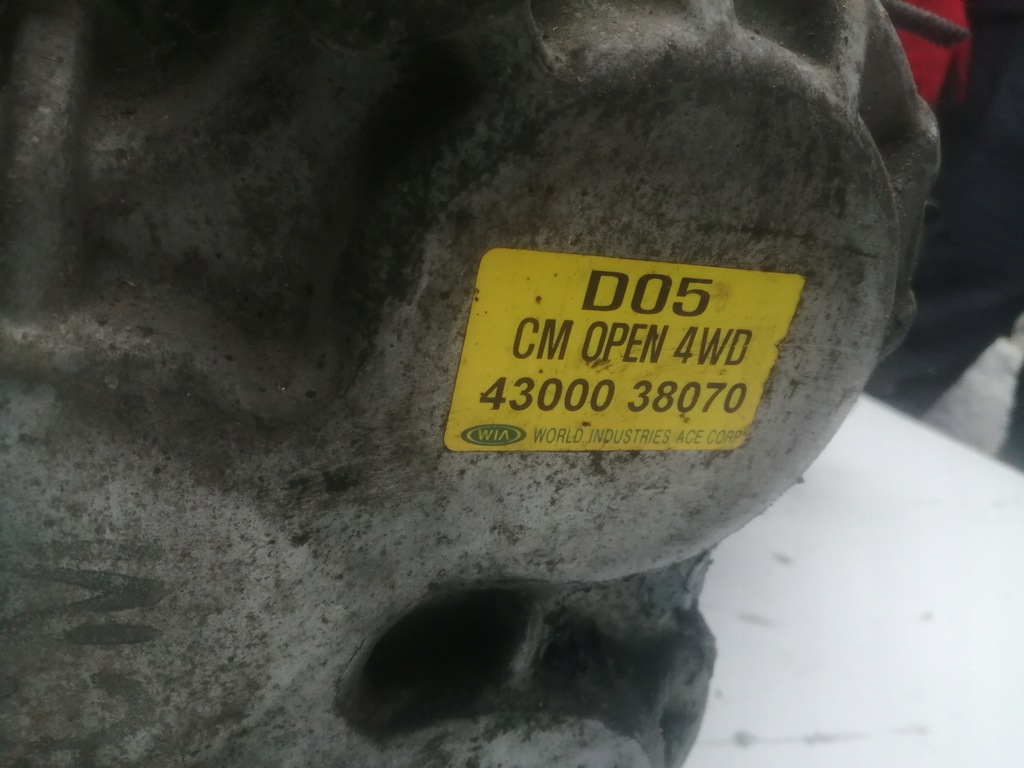 D05
CM OPEN 4WD
43000 38070
WIA WORLD INDUSTRIES ACE CORP